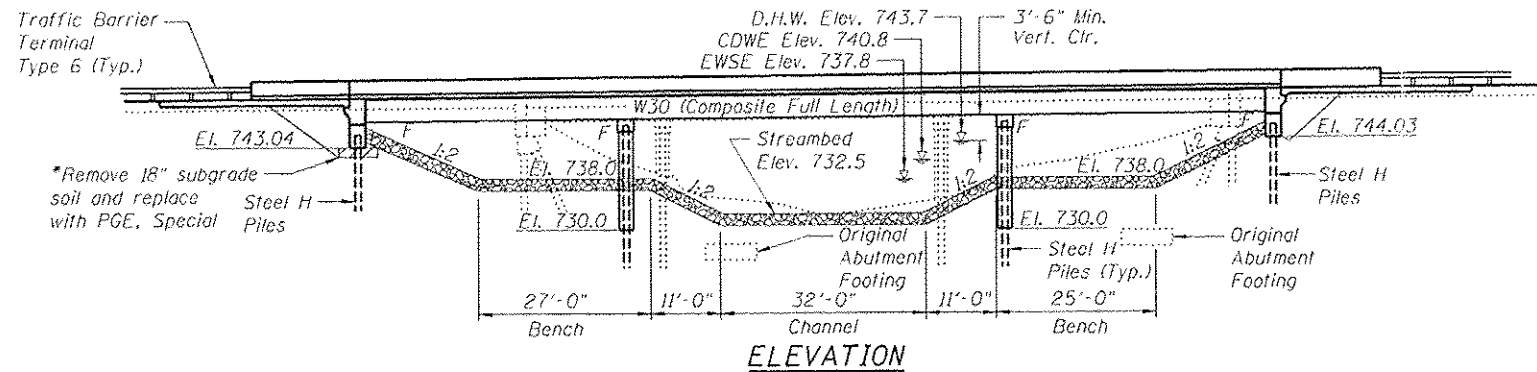 Traffic Barrier
Terminal
Type 6 (Typ.)
D.H.W. Elev. 743.7
CDWE Elev. 740.8
EWSE Elev. 737.8
3'-6" Min.
Vert. Clr.
W30 (Composite Full Length)
F
F
El. 743.04
1:2
Streambed
Elev. 732.5
1:2
El. 744.03
*Remove 18" subgrade
soil and replace
with PGE, Special
Steel H
Piles
El. 738.0
1:2
1:2
El. 738.0
Steel H
Piles
El. 730.0
El. 730.0
Original
Abutment
Footing
Steel H
Piles (Typ.)
Original
Abutment
Footing
27'-0"
11'-0"
32'-0"
11'-0"
25'-0"
Bench
Channel
Bench
ELEVATION